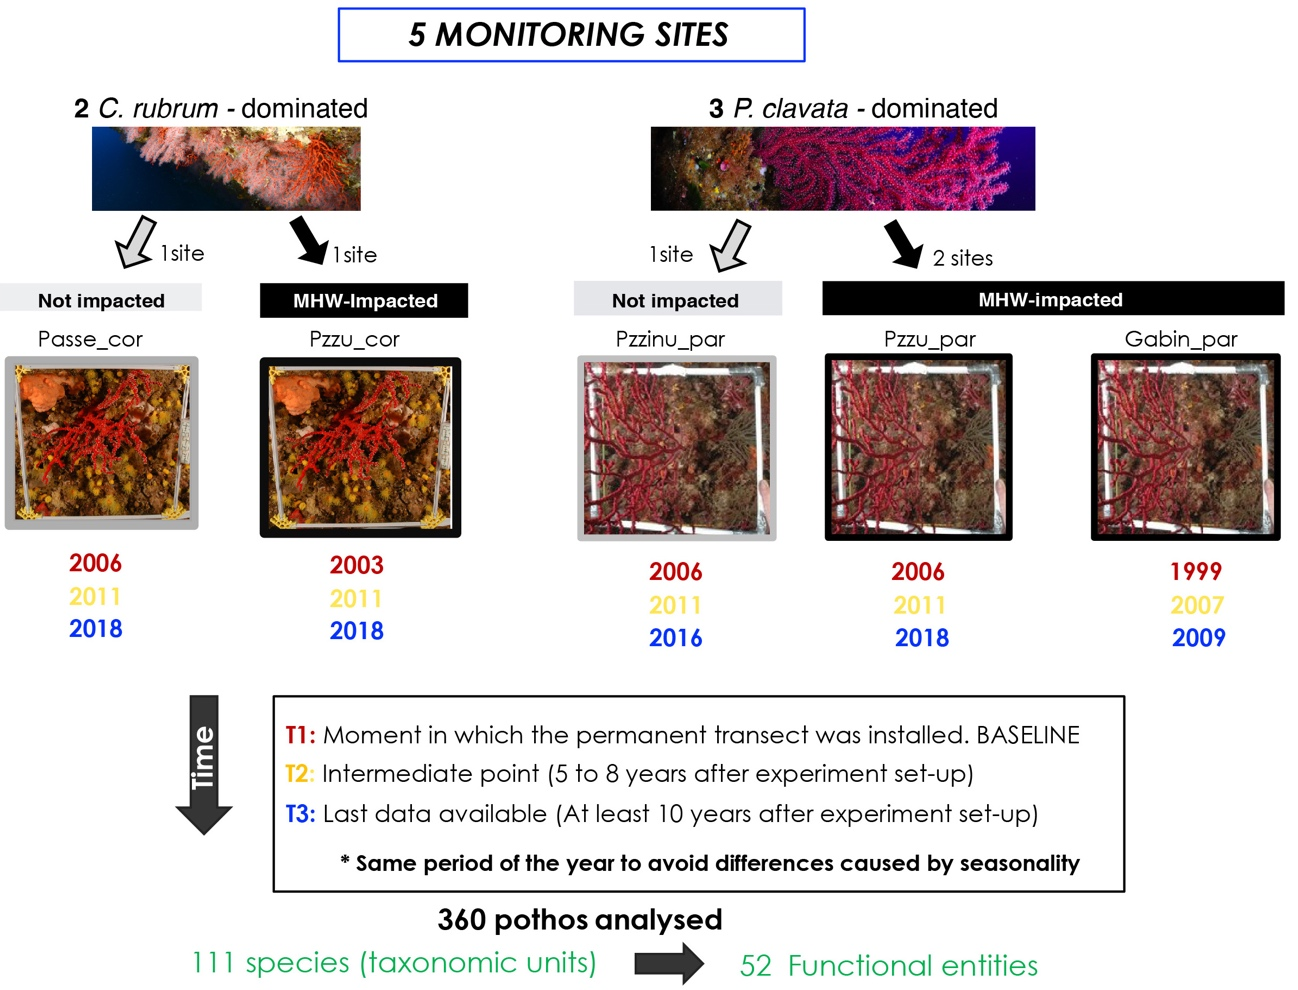 5 MONITORING SITES
2 C. rubrum - dominated
3 P. clavata - dominated
1site
1site
1site
2 sites
Not impacted
MHW-Impacted
Not impacted
MHW-impacted
Passe_cor
Pzzu_cor
Pzzinu_par
Pzzu_par
Gabin_par
2006
2011
2018
2003
2011
2018
2006
2011
2016
2006
2011
2018
1999
2007
2009
Time
T1: Moment in which the permanent transect was installed. BASELINE
T2: Intermediate point (5 to 8 years after experiment set-up)
T3: Last data available (At least 10 years after experiment set-up)
* Same period of the year to avoid differences caused by seasonality
360 pothos analysed
111 species (taxonomic units)
52 Functional entities